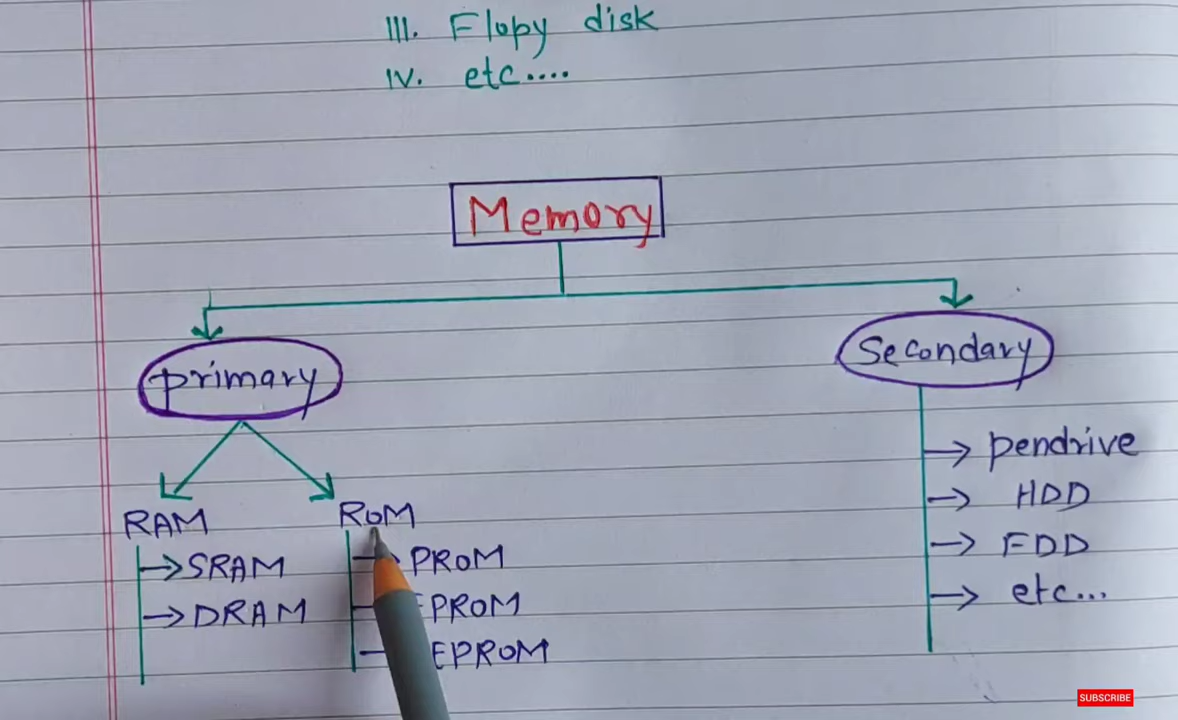 III. Flopy disk
IV. etc....
Memory
primary
Secondary
RAM
SRAM
DRAM
ROM
PROM
PROM
EPROM
pendrive
HDD
FDD
etc...
SUBSCRIBE